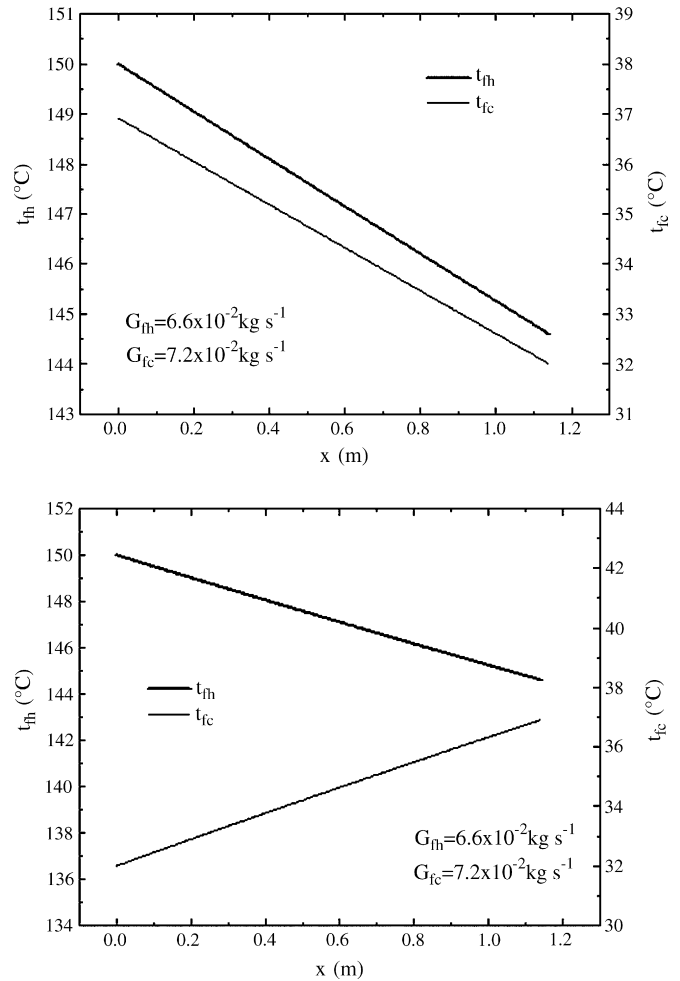 151
150
149
148
147
146
145
144
143
39
38
37
36
35
34
33
32
31
t_fh (°C)
t_fc (°C)
t_fh
t_fc
G_fh=6.6x10^-2 kg s^-1
G_fc=7.2x10^-2 kg s^-1
0.0 0.2 0.4 0.6 0.8 1.0 1.2
x (m)
152
150
148
146
144
142
140
138
136
134
44
42
40
38
36
34
32
30
t_fh (°C)
t_fc (°C)
t_fh
t_fc
G_fh=6.6x10^-2 kg s^-1
G_fc=7.2x10^-2 kg s^-1
0.0 0.2 0.4 0.6 0.8 1.0 1.2
x (m)